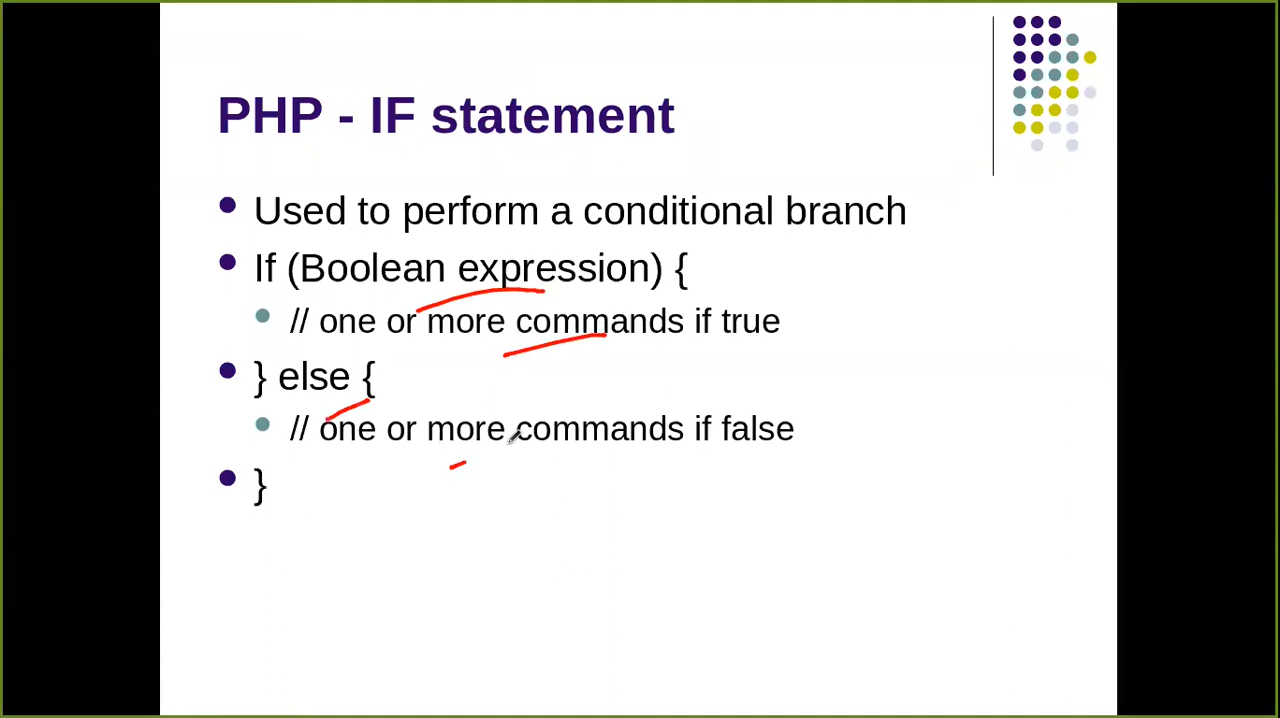 PHP - IF statement
Used to perform a conditional branch
If (Boolean expression) {
// one or more commands if true
} else {
// one or more commands if false
}